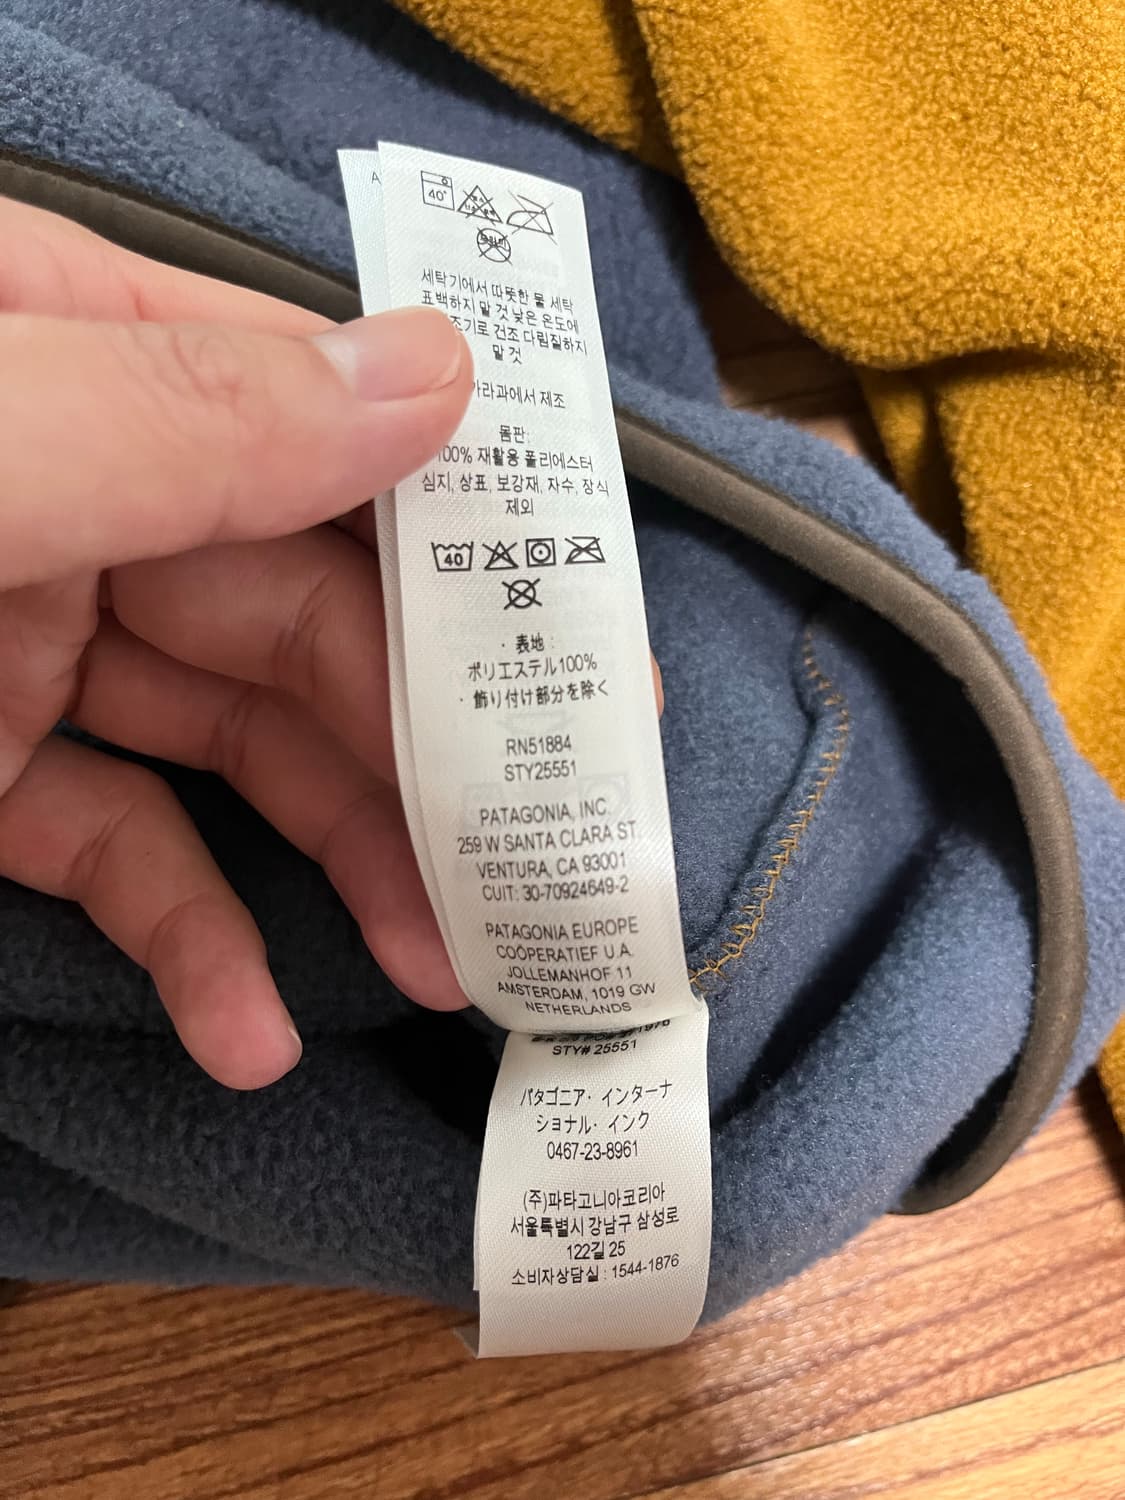 A
40°
세탁기에서 따뜻한 물 세탁
표백하지 말 것 낮은 온도에
조기로 건조 다림질하지
말 것
과에서 제조
몸판:
100% 재활용 폴리에스터
심지, 상표, 보강재, 자수, 장식
제외
40
・表地:
ポリエステル100%
・飾り付け部分を除く
RN51884
STY25551
PATAGONIA, INC.
259 W SANTA CLARA ST.
VENTURA, CA 93001
CUIT: 30-70924649-2
PATAGONIA EUROPE
COÖPERATIEF U.A.
JOLLEMANHOF 11
AMSTERDAM, 1019 GW
NETHERLANDS
STY# 25551
パタゴニア・インターナ
ショナル・インク
0467-23-8961
(주)파타고니아코리아
서울특별시 강남구 삼성로
122길 25
소비자상담실 : 1544-1876